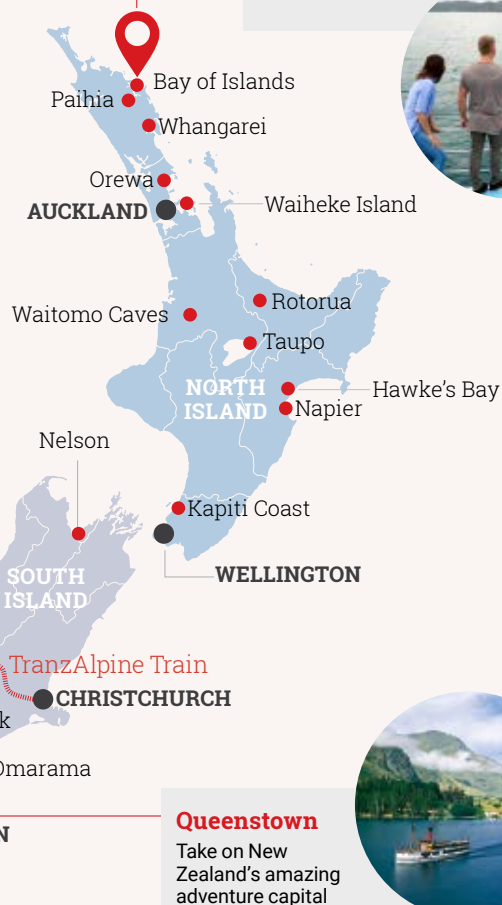 Bay of Islands
Paihia
Whangarei
Orewa
AUCKLAND
Waiheke Island
Rotorua
Waitomo Caves
Taupo
NORTH
ISLAND
Hawke's Bay
Napier
Nelson
Kapiti Coast
WELLINGTON
SOUTH
ISLAND
TranzAlpine Train
CHRISTCHURCH
k
Omarama
N
Queenstown
Take on New
Zealand's amazing
adventure capital